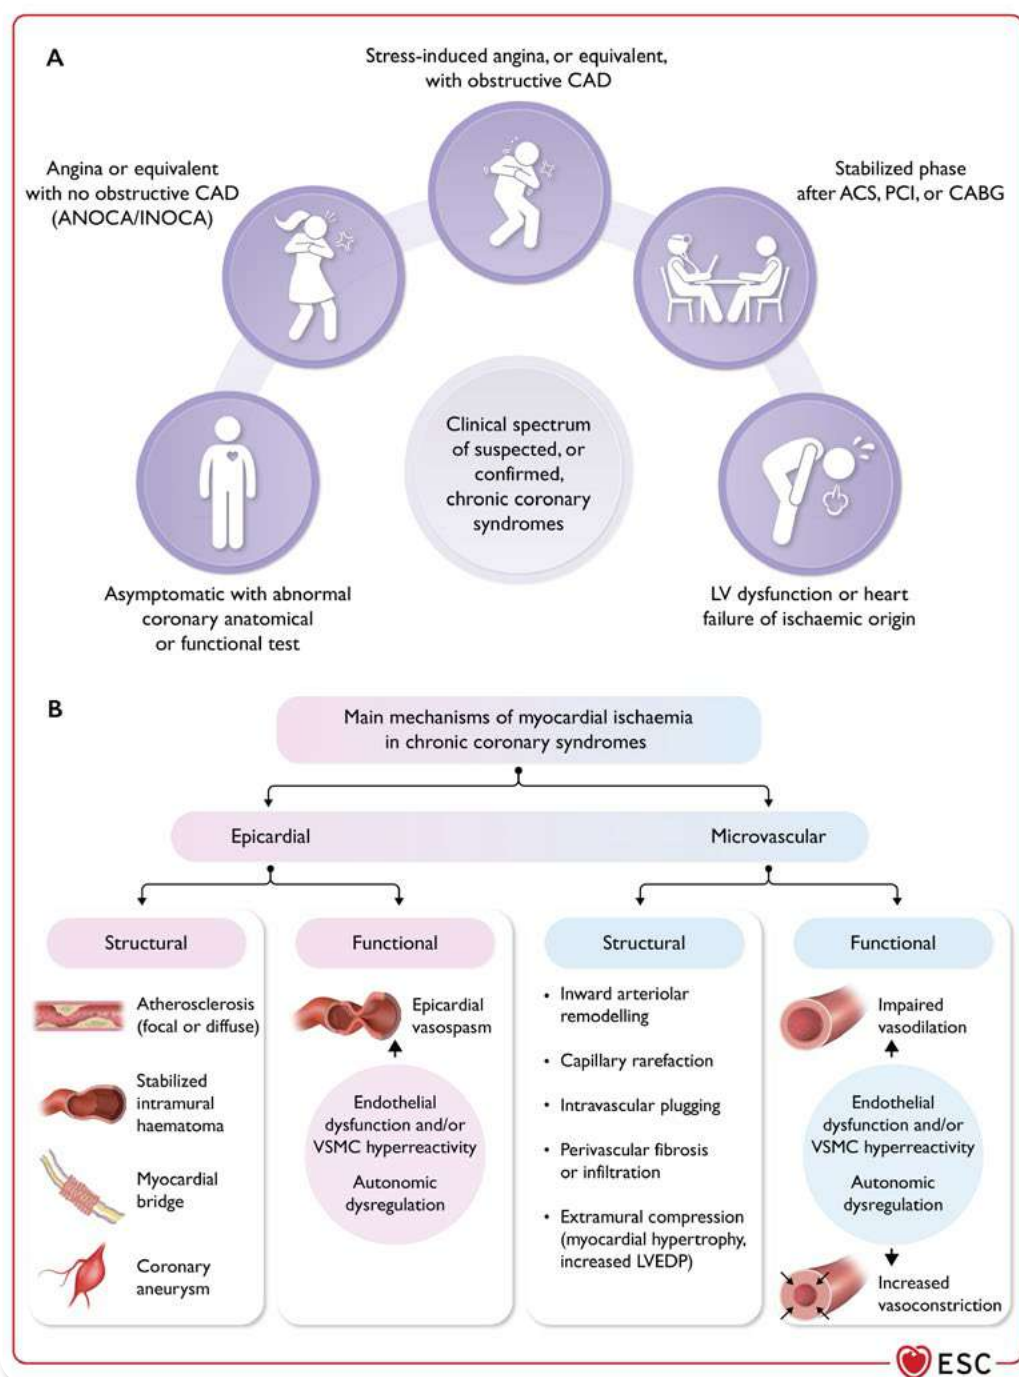 A
Stress-induced angina, or equivalent,
with obstructive CAD
Angina or equivalent
with no obstructive CAD
(ANOCA/INOCA)
Stabilized phase
after ACS, PCI, or CABG
Clinical spectrum
of suspected, or
confirmed,
chronic coronary
syndromes
Asymptomatic with abnormal
coronary anatomical
or functional test
LV dysfunction or heart
failure of ischaemic origin
B
Main mechanisms of myocardial ischaemia
in chronic coronary syndromes
Epicardial
Microvascular
Structural
Atherosclerosis
(focal or diffuse)
Stabilized
intramural
haematoma
Myocardial
bridge
Coronary
aneurysm
Functional
Epicardial
vasospasm
Endothelial
dysfunction and/or
VSMC hyperreactivity
Autonomic
dysregulation
Structural
• Inward arteriolar
remodelling
• Capillary rarefaction
• Intravascular plugging
• Perivascular fibrosis
or infiltration
• Extramural compression
(myocardial hypertrophy,
increased LVEDP)
Functional
Impaired
vasodilation
Endothelial
dysfunction and/or
VSMC hyperreactivity
Autonomic
dysregulation
Increased
vasoconstriction
ESC